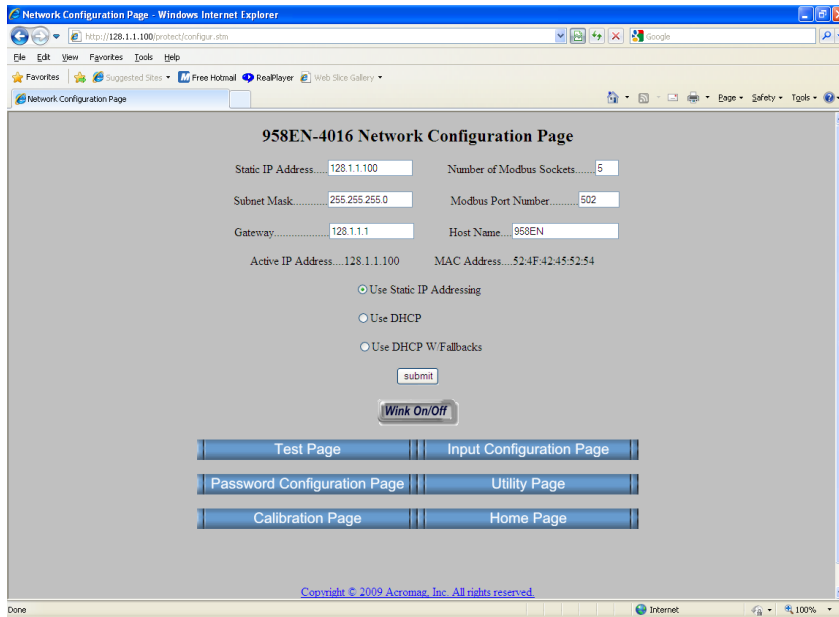 Network Configuration Page - Windows Internet Explorer
http://128.1.1.100/protect/configur.stm
Google
File Edit View Favorites Tools Help
Favorites Suggested Sites Free Hotmail RealPlayer Web Slice Gallery
Network Configuration Page
Page Safety Tools
958EN-4016 Network Configuration Page
Static IP Address.....128.1.1.100 Number of Modbus Sockets.......5
Subnet Mask............255.255.255.0 Modbus Port Number..........502
Gateway...................128.1.1.1 Host Name....958EN
Active IP Address....128.1.1.100 MAC Address....52:4F:42:45:52:54
Use Static IP Addressing
Use DHCP
Use DHCP W/Fallbacks
submit
Wink On/Off
Test Page Input Configuration Page
Password Configuration Page Utility Page
Calibration Page Home Page
Copyright © 2009 Acromag, Inc. All rights reserved.
Done Internet 100%